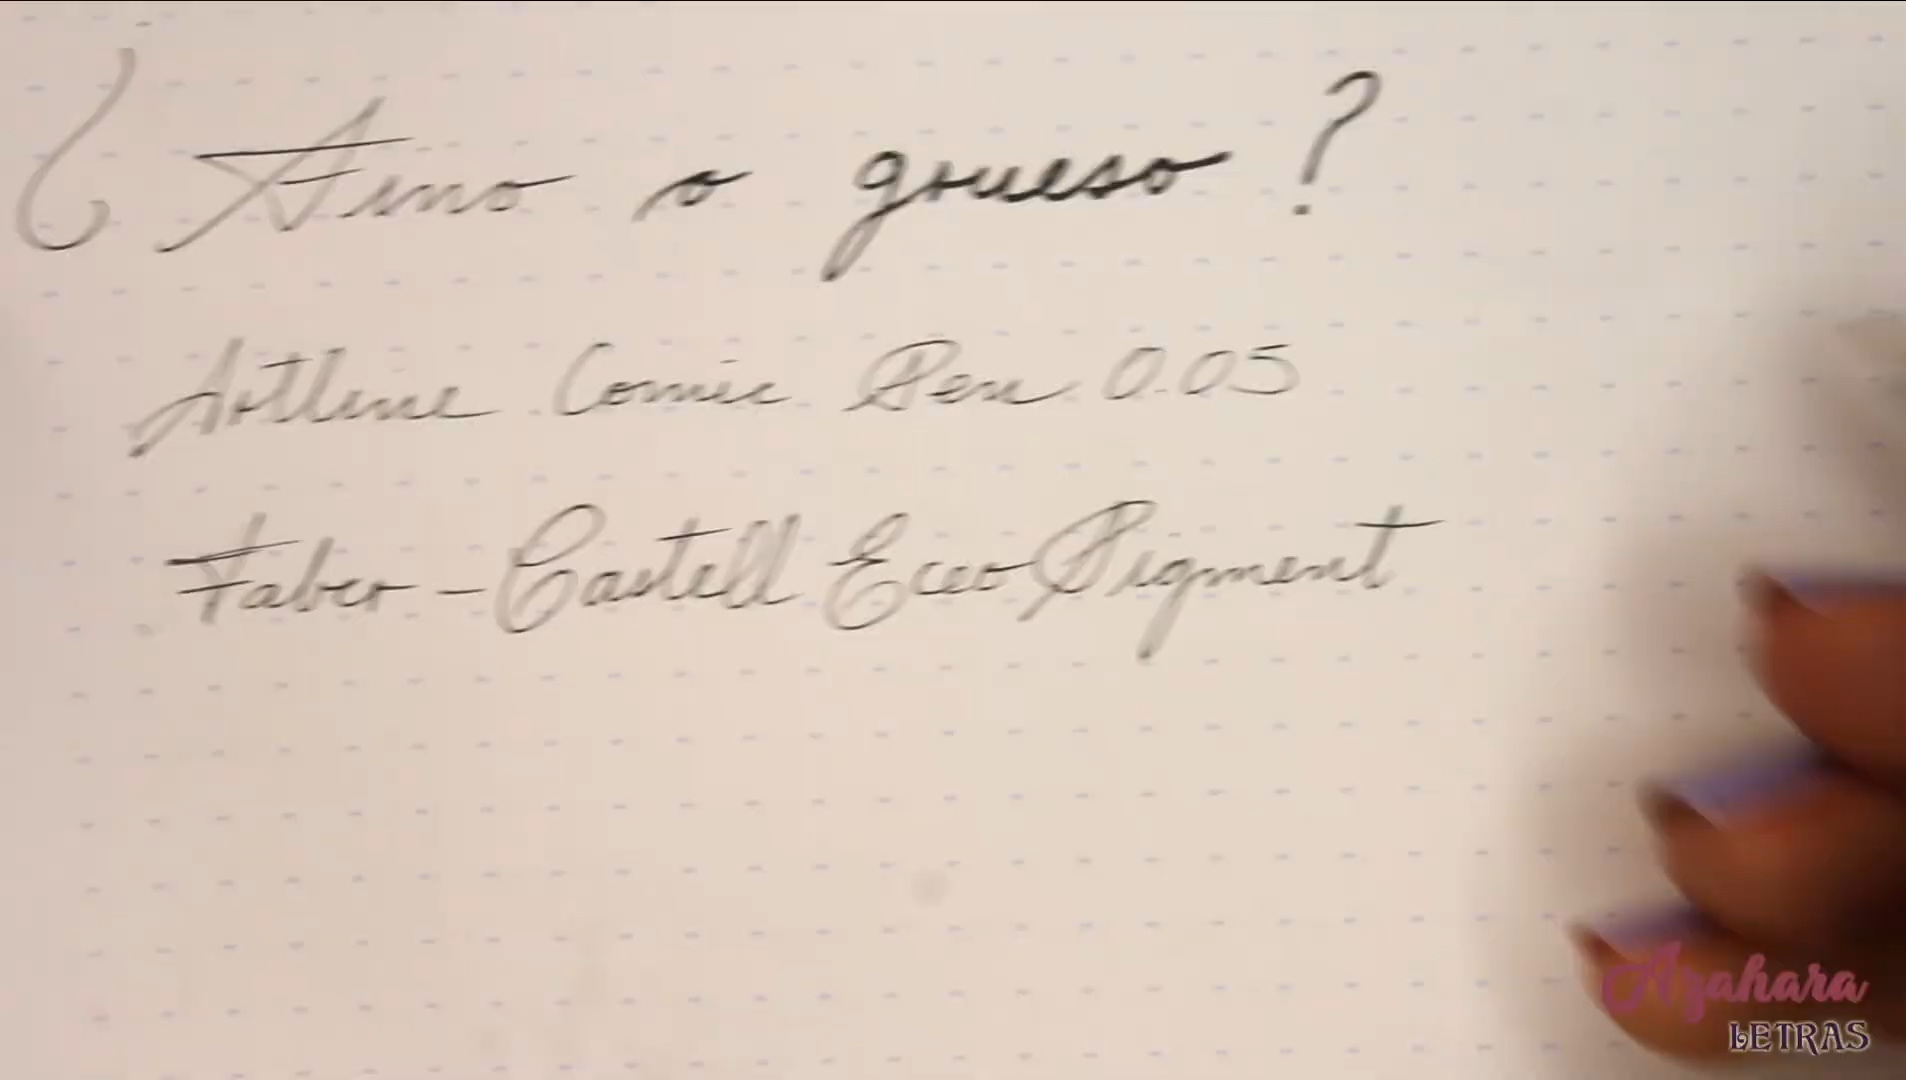 ¿Fino o grueso?
Artline Comic Pen 0.05
Faber-Castell Ecco Pigment
Azahara
LETRAS